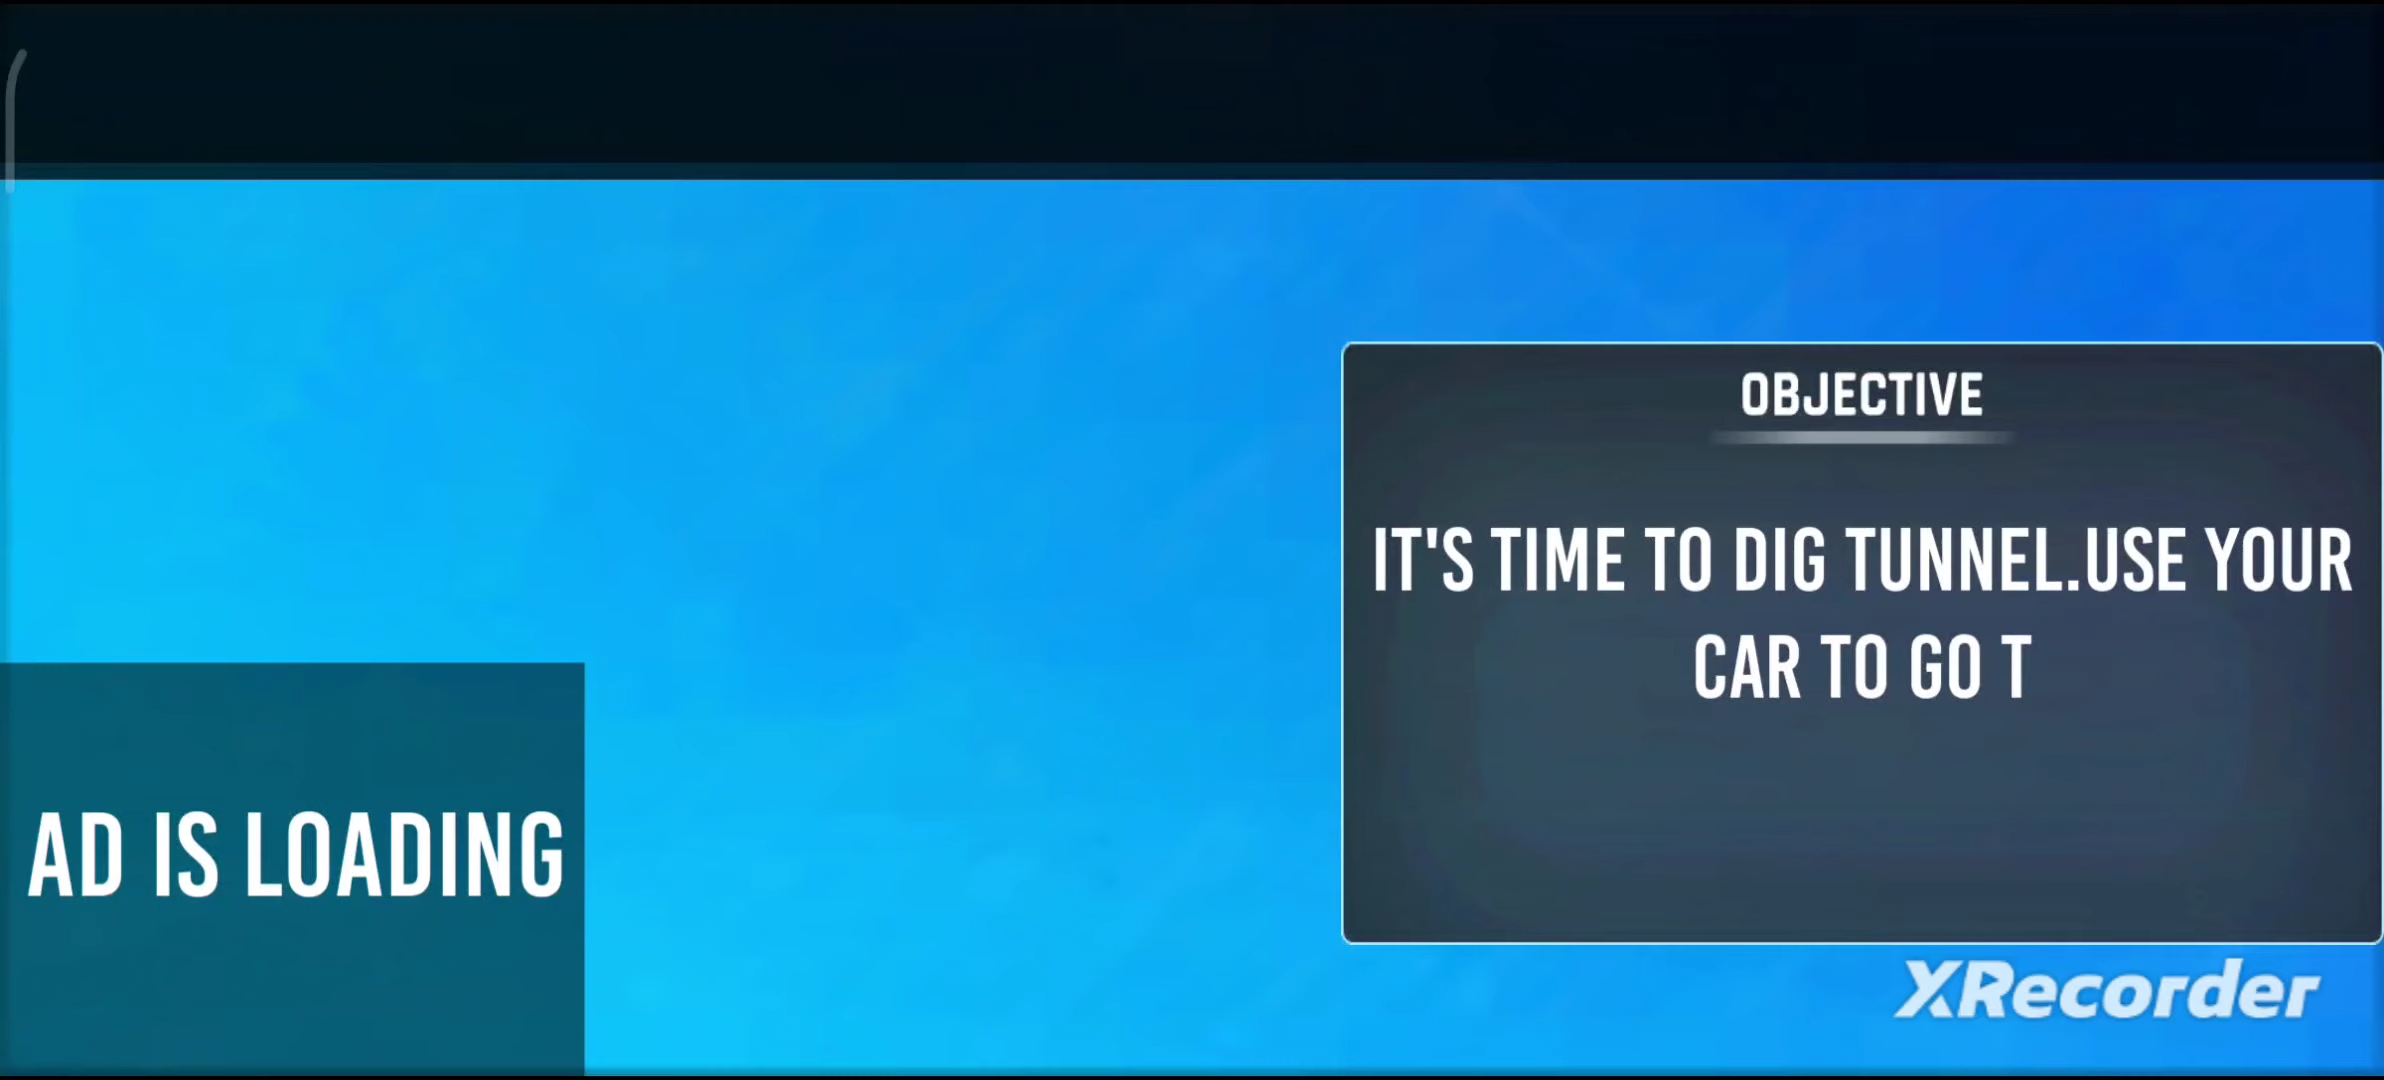 OBJECTIVE
IT'S TIME TO DIG TUNNEL.USE YOUR
CAR TO GO T
AD IS LOADING
XRecorder